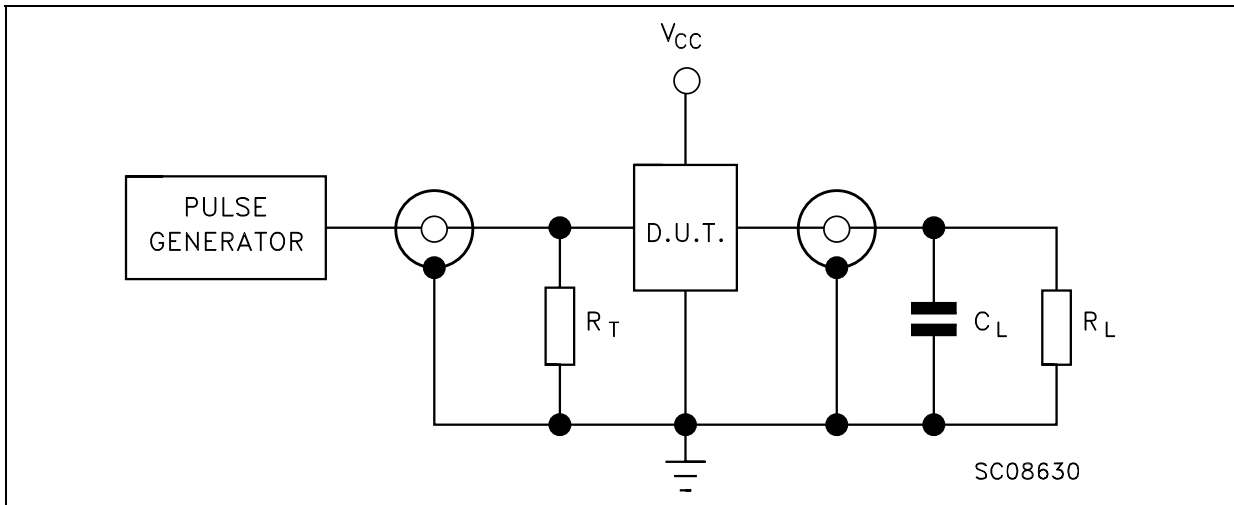 VCC
PULSE
GENERATOR
D.U.T.
RT
CL
RL
SC08630